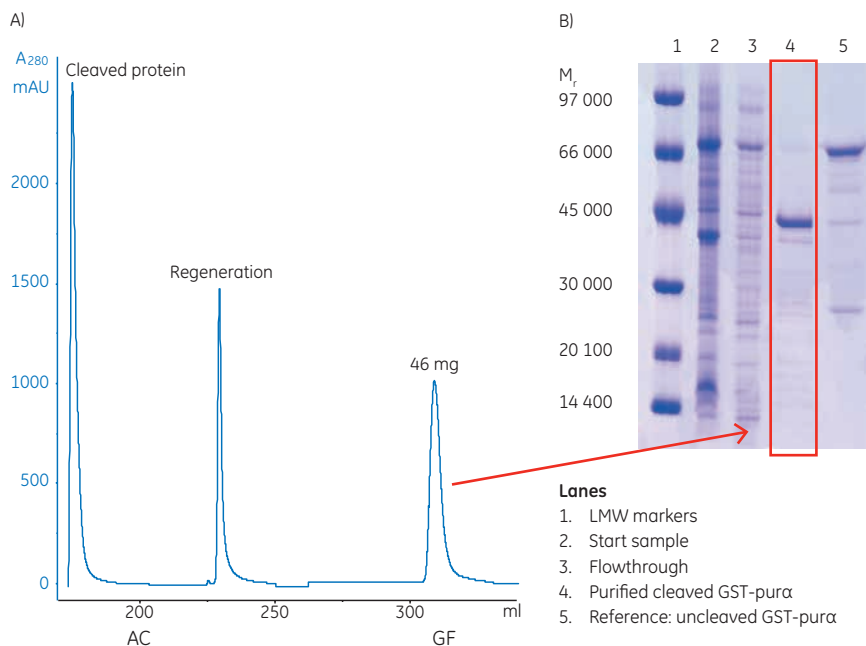 A)
A280
mAU
Cleaved protein
2000
Regeneration
1500
46 mg
1000
500
0
200
300
ml
AC
GF
B)
1 2 3 4 5
Mr
97 000
66 000
45 000
30 000
20 100
14 400
Lanes
1. LMW markers
2. Start sample
3. Flowthrough
4. Purified cleaved GST-purα
5. Reference: uncleaved GST-purα